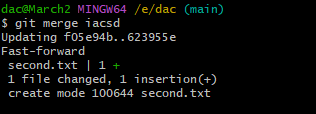 dac@March2 MINGW64 /e/dac (main)
$ git merge iacsd
Updating f05e94b..623955e
Fast-forward
 second.txt | 1 +
 1 file changed, 1 insertion(+)
 create mode 100644 second.txt